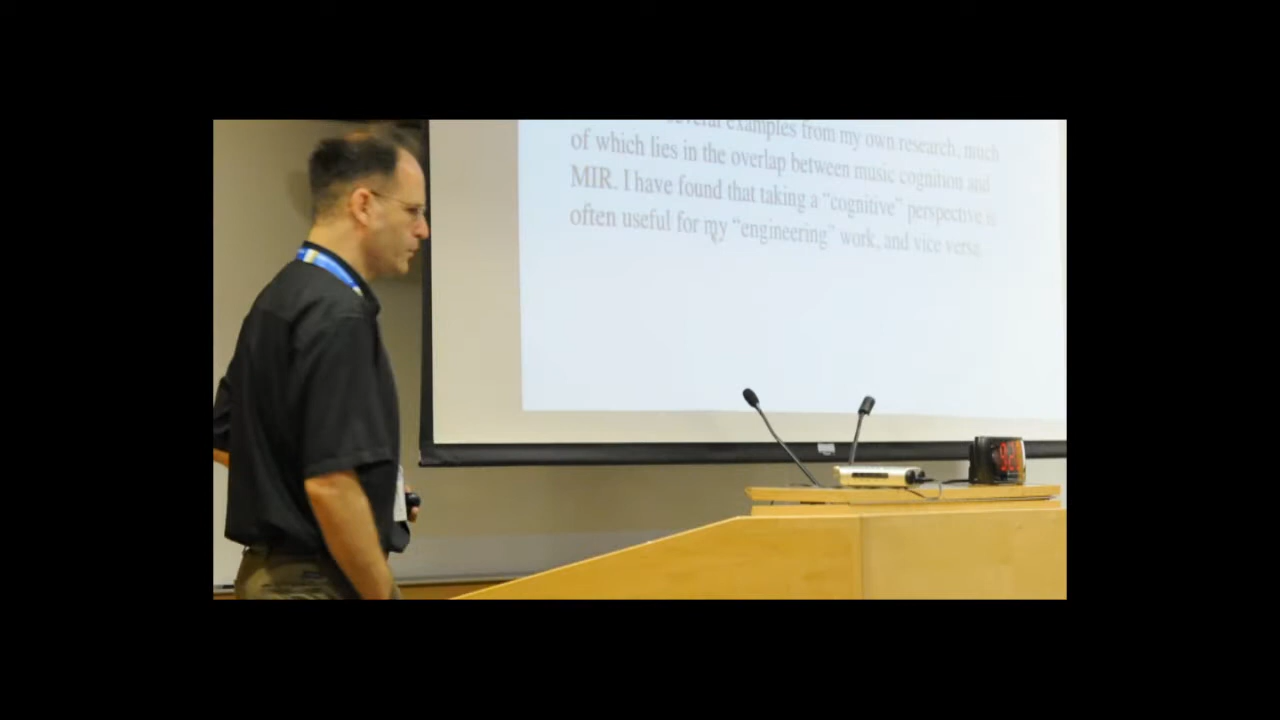 several examples from my own research, much
of which lies in the overlap between music cognition and
MIR. I have found that taking a “cognitive” perspective is
often useful for my “engineering” work, and vice versa.